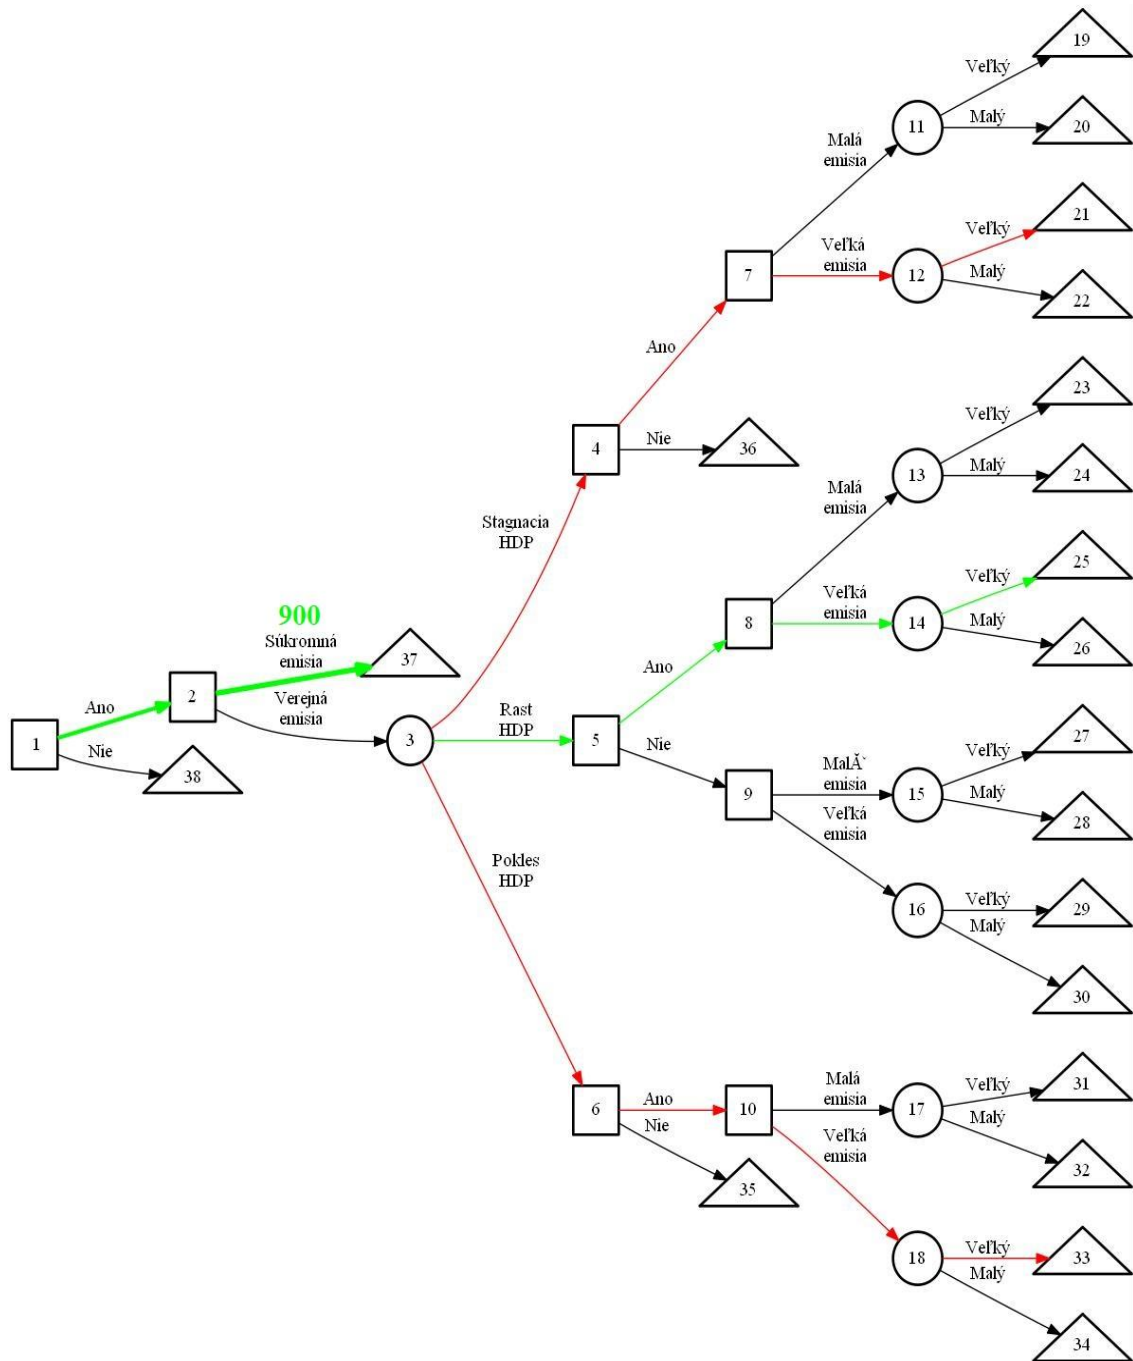 19
Veľký
11
Malý
20
Malá
emisia
Veľký
21
7
Veľká
emisia
12
Malý
22
Ano
4
Nie
36
Veľký
23
13
Malý
24
Malá
emisia
Stagnacia
HDP
Veľký
25
8
Veľká
emisia
14
Malý
26
900
Súkromná
emisia
37
2
Ano
Verejná
emisia
1
Nie
38
3
Rast
HDP
5
Ano
Nie
9
MalĂˇ
emisia
Veľká
emisia
15
Veľký
27
Malý
28
16
Veľký
29
Malý
30
Pokles
HDP
6
Ano
Nie
35
10
Malá
emisia
Veľká
emisia
17
Veľký
31
Malý
32
18
Veľký
33
Malý
34